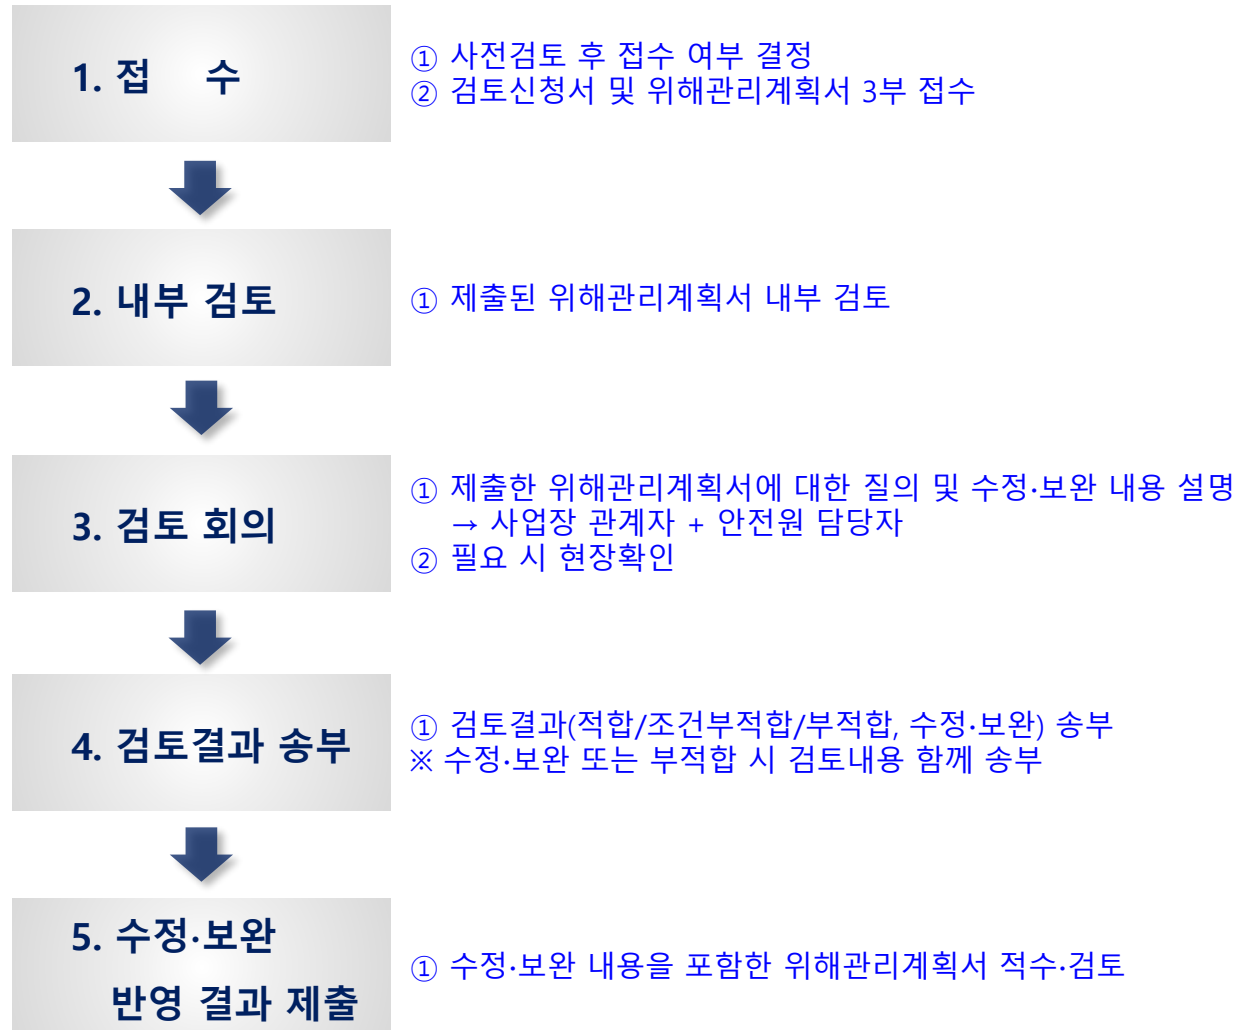 1. 접 수
① 사전검토 후 접수 여부 결정
② 검토신청서 및 위해관리계획서 3부 접수
2. 내부 검토
① 제출된 위해관리계획서 내부 검토
3. 검토 회의
① 제출한 위해관리계획서에 대한 질의 및 수정·보완 내용 설명
→ 사업장 관계자 + 안전원 담당자
② 필요 시 현장확인
4. 검토결과 송부
① 검토결과(적합/조건부적합/부적합, 수정·보완) 송부
※ 수정·보완 또는 부적합 시 검토내용 함께 송부
5. 수정·보완
반영 결과 제출
① 수정·보완 내용을 포함한 위해관리계획서 적수·검토